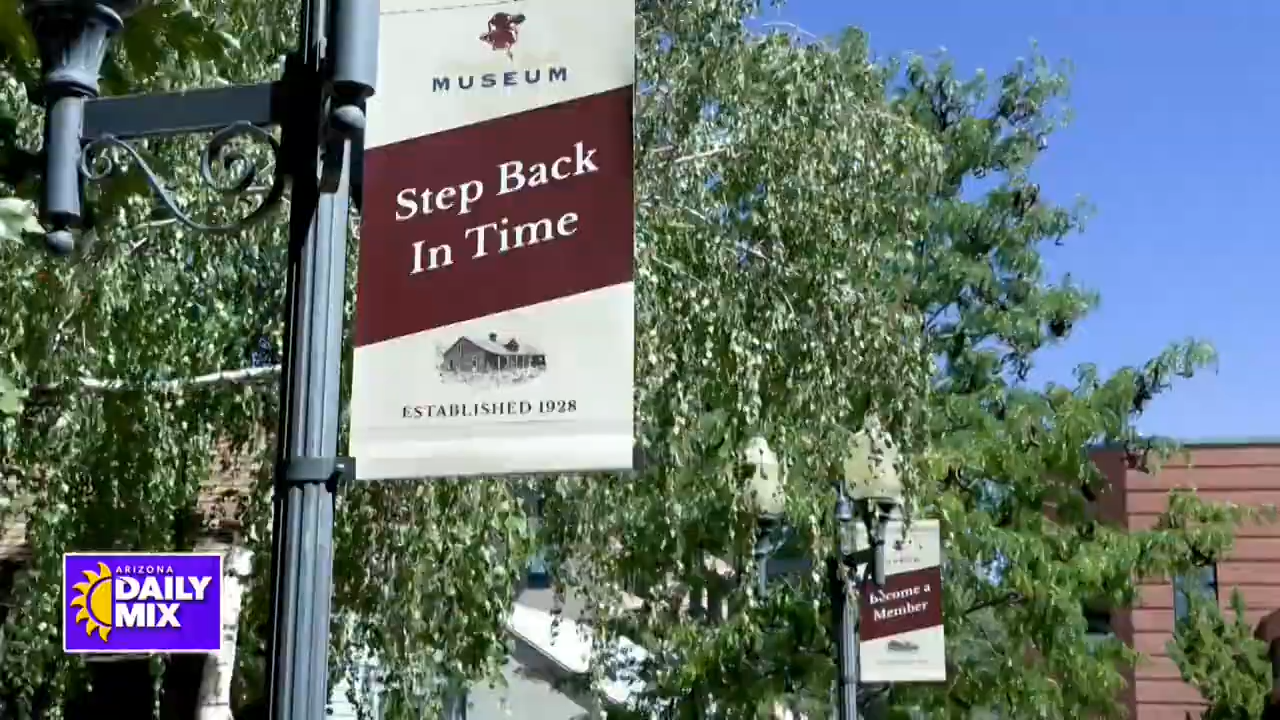 MUSEUM
Step Back
In Time
ESTABLISHED 1928
Become a
Member
ARIZONA
DAILY
MIX